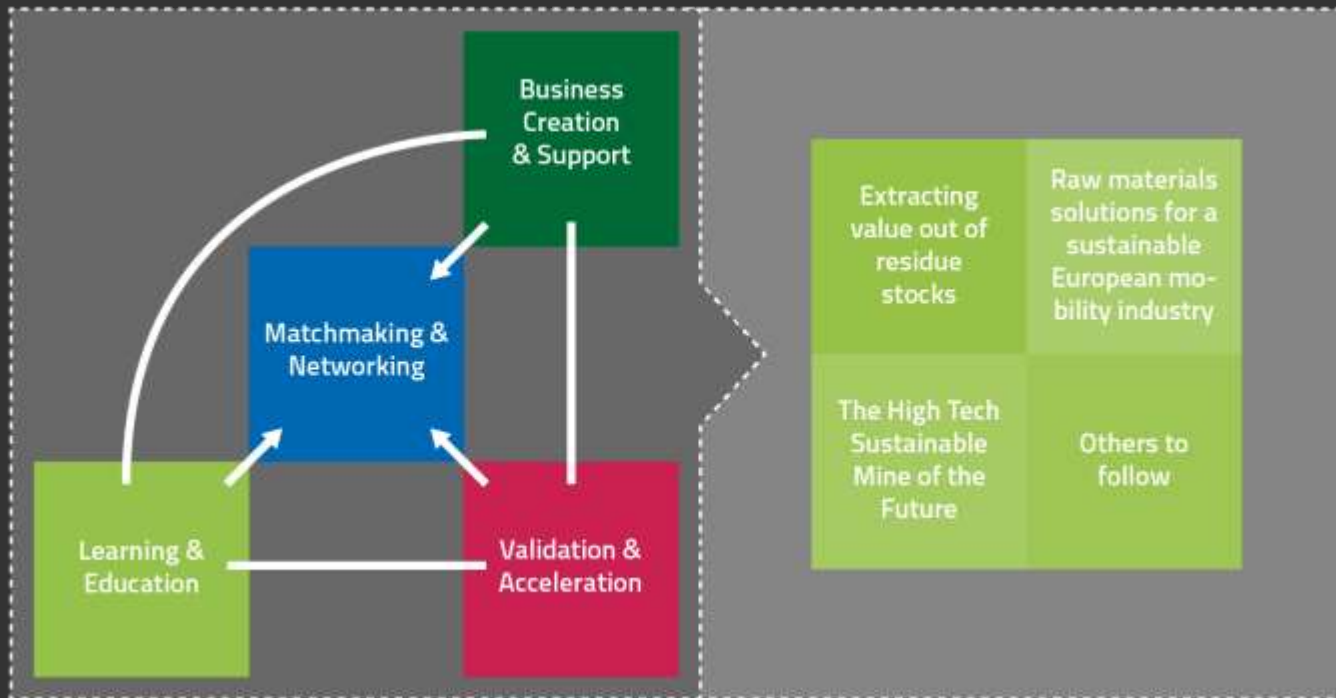 Business
Creation
& Support
Matchmaking &
Networking
Learning &
Education
Validation &
Acceleration
Extracting
value out of
residue
stocks
Raw materials
solutions for a
sustainable
European mo-
bility industry
The High Tech
Sustainable
Mine of the
Future
Others to
follow